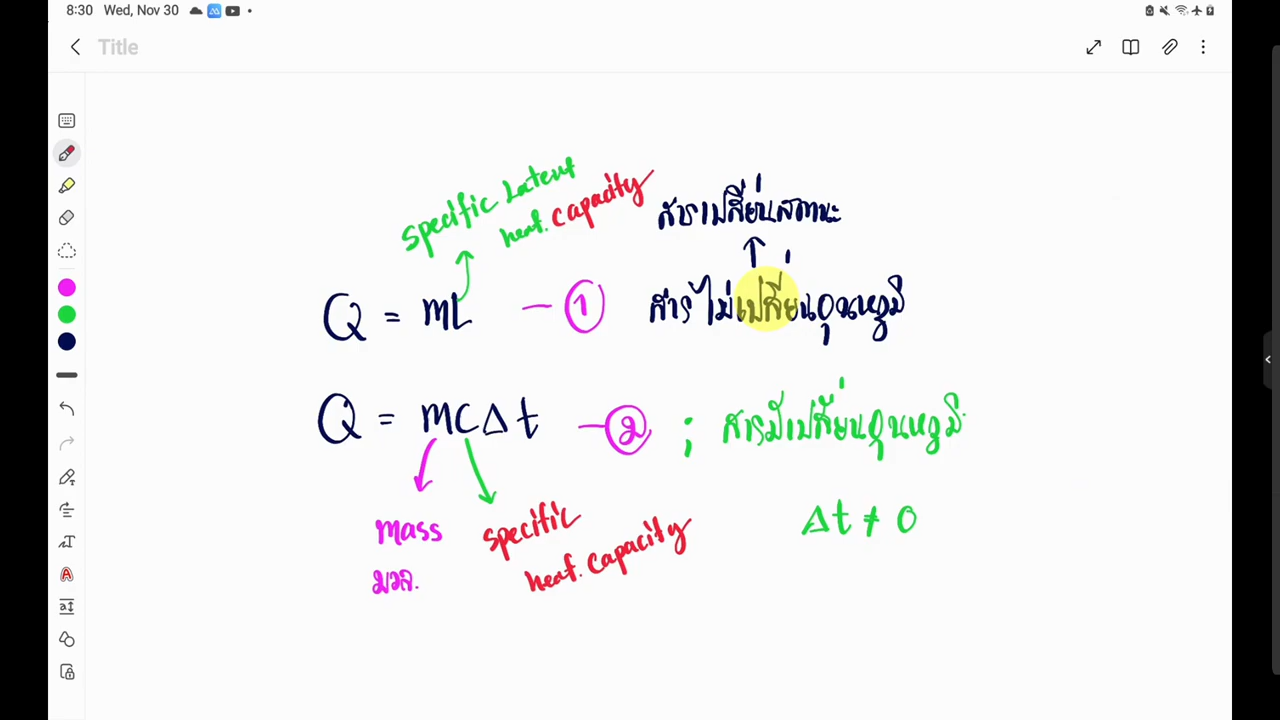 8:30 Wed, Nov 30
Title
specific Latent
heat. capacity
สารเปลี่ยนสถานะ
Q = mL — 1 สารไม่เปลี่ยนอุณหภูมิ
Q = mcΔt — 2 ; สารมีเปลี่ยนอุณหภูมิ
Δt ≠ 0
mass specific
มวล. heat. capacity